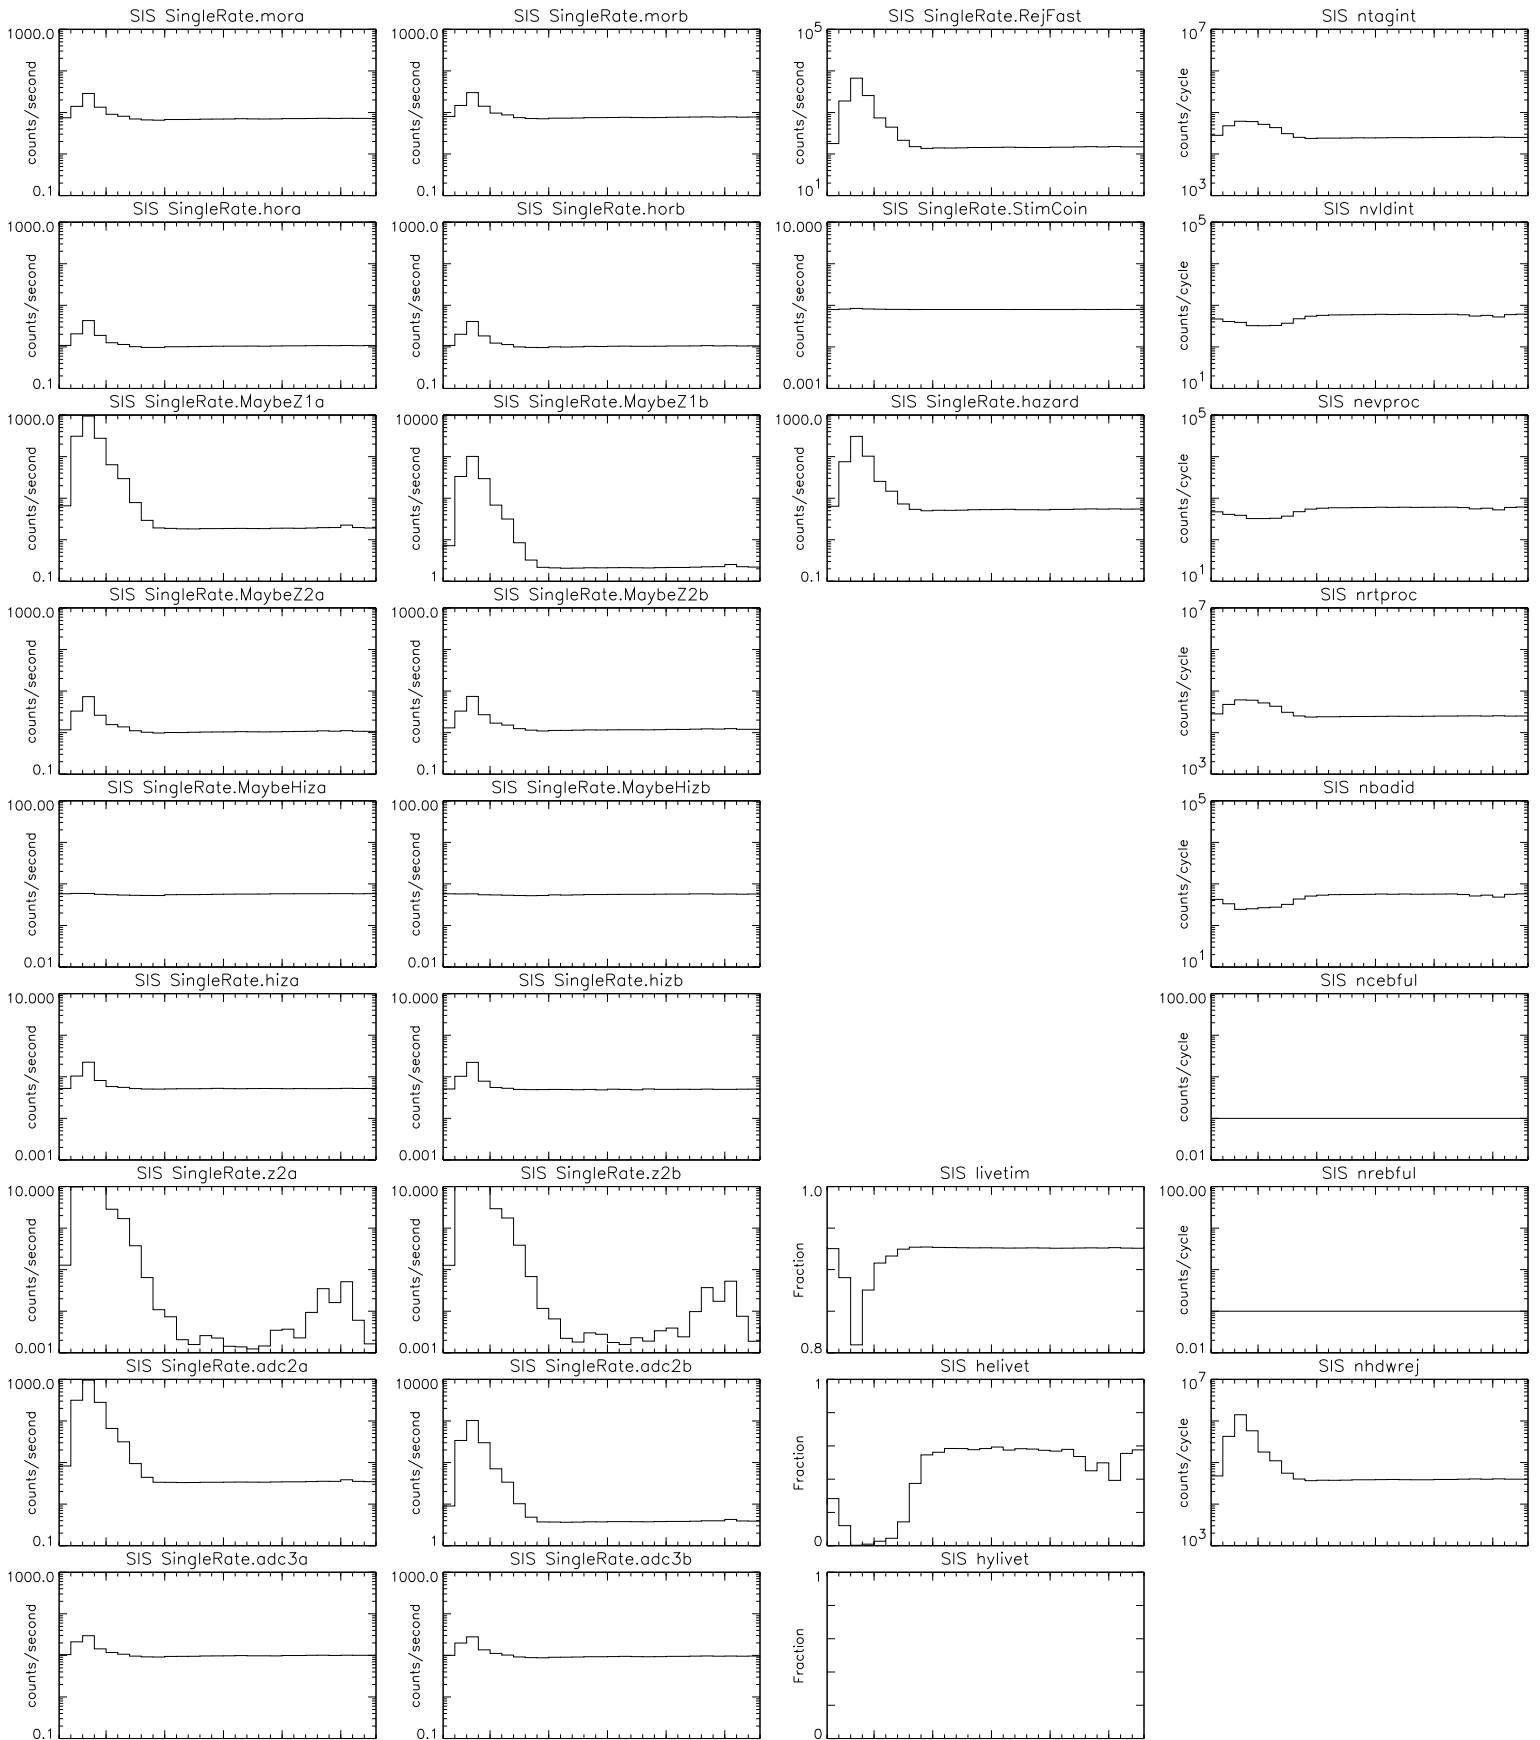 SIS SingleRate.mora
1000.0
counts/second
0.1
SIS SingleRate.morb
1000.0
counts/second
0.1
SIS SingleRate.RejFast
10^5
counts/second
10^1
SIS ntagint
10^7
counts/cycle
10^3
SIS SingleRate.hora
1000.0
counts/second
0.1
SIS SingleRate.horb
1000.0
counts/second
0.1
SIS SingleRate.StimCoin
10.000
counts/second
0.001
SIS nvldint
10^5
counts/cycle
10^1
SIS SingleRate.MaybeZ1a
1000.0
counts/second
0.1
SIS SingleRate.MaybeZ1b
10000
counts/second
1
SIS SingleRate.hazard
1000.0
counts/second
0.1
SIS nevproc
10^5
counts/cycle
10^1
SIS SingleRate.MaybeZ2a
1000.0
counts/second
0.1
SIS SingleRate.MaybeZ2b
1000.0
counts/second
0.1
SIS nrtproc
10^7
counts/cycle
10^3
SIS SingleRate.MaybeHiza
100.00
counts/second
0.01
SIS SingleRate.MaybeHizb
100.00
counts/second
0.01
SIS nbadid
10^5
counts/cycle
10^1
SIS SingleRate.hiza
10.000
counts/second
0.001
SIS SingleRate.hizb
10.000
counts/second
0.001
SIS ncebful
100.00
counts/cycle
0.01
SIS SingleRate.z2a
10.000
counts/second
0.001
SIS SingleRate.z2b
10.000
counts/second
0.001
SIS livetim
1.0
Fraction
0.8
SIS nrebful
100.00
counts/cycle
0.01
SIS SingleRate.adc2a
1000.0
counts/second
0.1
SIS SingleRate.adc2b
10000
counts/second
1
SIS helivet
1
Fraction
0
SIS nhdwrej
10^7
counts/cycle
10^3
SIS SingleRate.adc3a
1000.0
counts/second
0.1
SIS SingleRate.adc3b
1000.0
counts/second
0.1
SIS hylivet
1
Fraction
0